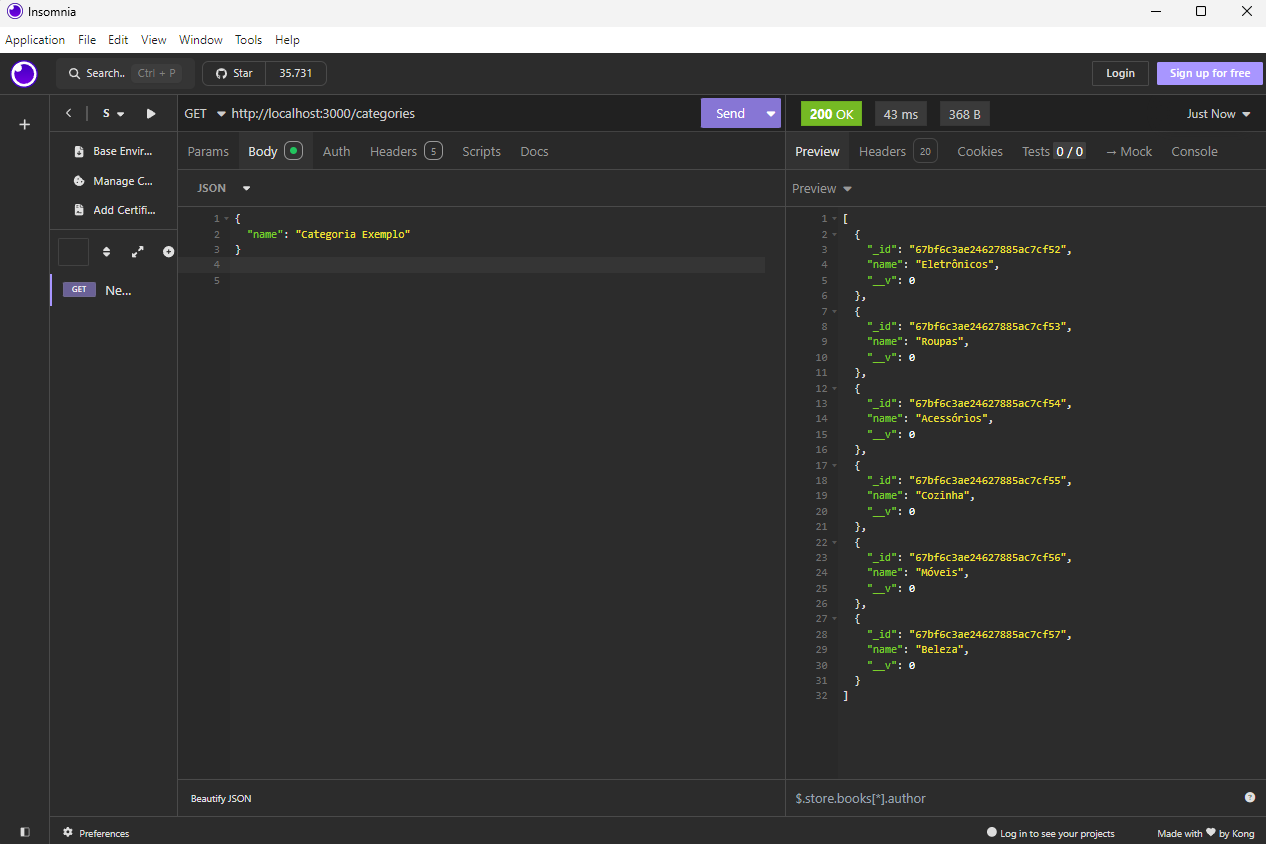 Insomnia
Application File Edit View Window Tools Help
Search.. Ctrl + P Star 35.731 Login Sign up for free
S GET http://localhost:3000/categories Send 200 OK 43 ms 368 B Just Now
Base Envir...
Manage C...
Add Certifi...
GET Ne...
Params Body Auth Headers 5 Scripts Docs
JSON
1 {
2 "name": "Categoria Exemplo"
3 }
4
5
Beautify JSON
Preview Headers 20 Cookies Tests 0 / 0 → Mock Console
Preview
1 [
2 {
3 "_id": "67bf6c3ae24627885ac7cf52",
4 "name": "Eletrônicos",
5 "__v": 0
6 },
7 {
8 "_id": "67bf6c3ae24627885ac7cf53",
9 "name": "Roupas",
10 "__v": 0
11 },
12 {
13 "_id": "67bf6c3ae24627885ac7cf54",
14 "name": "Acessórios",
15 "__v": 0
16 },
17 {
18 "_id": "67bf6c3ae24627885ac7cf55",
19 "name": "Cozinha",
20 "__v": 0
21 },
22 {
23 "_id": "67bf6c3ae24627885ac7cf56",
24 "name": "Móveis",
25 "__v": 0
26 },
27 {
28 "_id": "67bf6c3ae24627885ac7cf57",
29 "name": "Beleza",
30 "__v": 0
31 }
32 ]
$.store.books[*].author
Preferences Log in to see your projects Made with ♥ by Kong